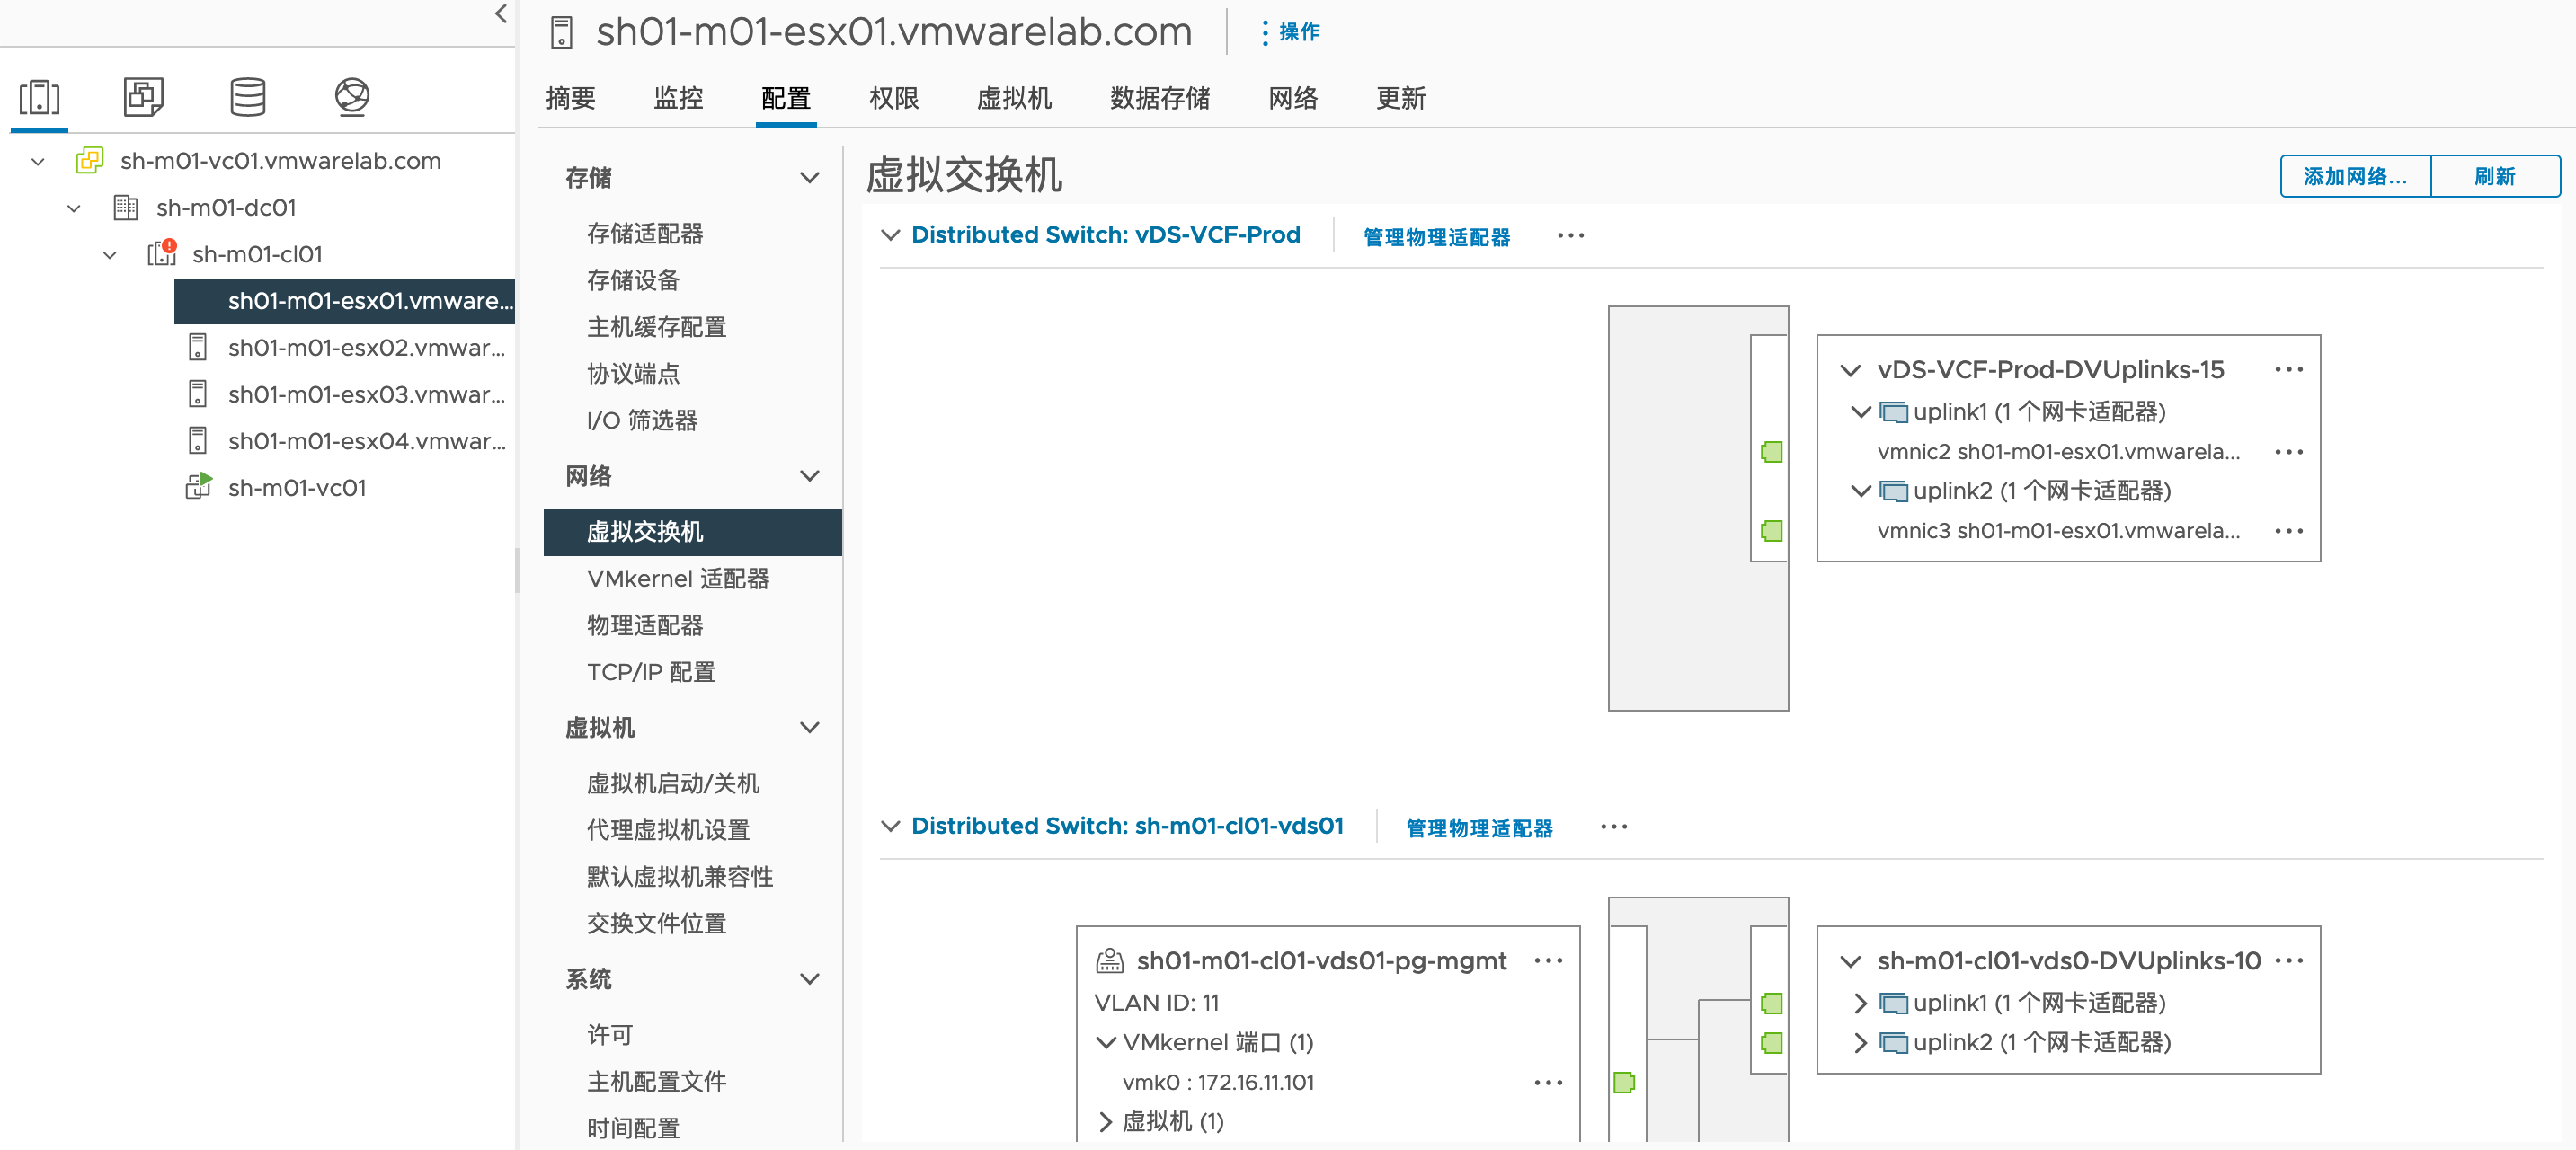 sh01-m01-esx01.vmwarelab.com
操作
摘要
监控
配置
权限
虚拟机
数据存储
网络
更新
sh-m01-vc01.vmwarelab.com
sh-m01-dc01
sh-m01-cl01
sh01-m01-esx01.vmware...
sh01-m01-esx02.vmwar...
sh01-m01-esx03.vmwar...
sh01-m01-esx04.vmwar...
sh-m01-vc01
存储
存储适配器
存储设备
主机缓存配置
协议端点
I/O 筛选器
网络
虚拟交换机
VMkernel 适配器
物理适配器
TCP/IP 配置
虚拟机
虚拟机启动/关机
代理虚拟机设置
默认虚拟机兼容性
交换文件位置
系统
许可
主机配置文件
时间配置
虚拟交换机
添加网络...
刷新
Distributed Switch: vDS-VCF-Prod
管理物理适配器
vDS-VCF-Prod-DVUplinks-15
uplink1 (1 个网卡适配器)
vmnic2 sh01-m01-esx01.vmwarela...
uplink2 (1 个网卡适配器)
vmnic3 sh01-m01-esx01.vmwarela...
Distributed Switch: sh-m01-cl01-vds01
管理物理适配器
sh01-m01-cl01-vds01-pg-mgmt
VLAN ID: 11
VMkernel 端口 (1)
vmk0 : 172.16.11.101
虚拟机 (1)
sh-m01-cl01-vds0-DVUplinks-10
uplink1 (1 个网卡适配器)
uplink2 (1 个网卡适配器)